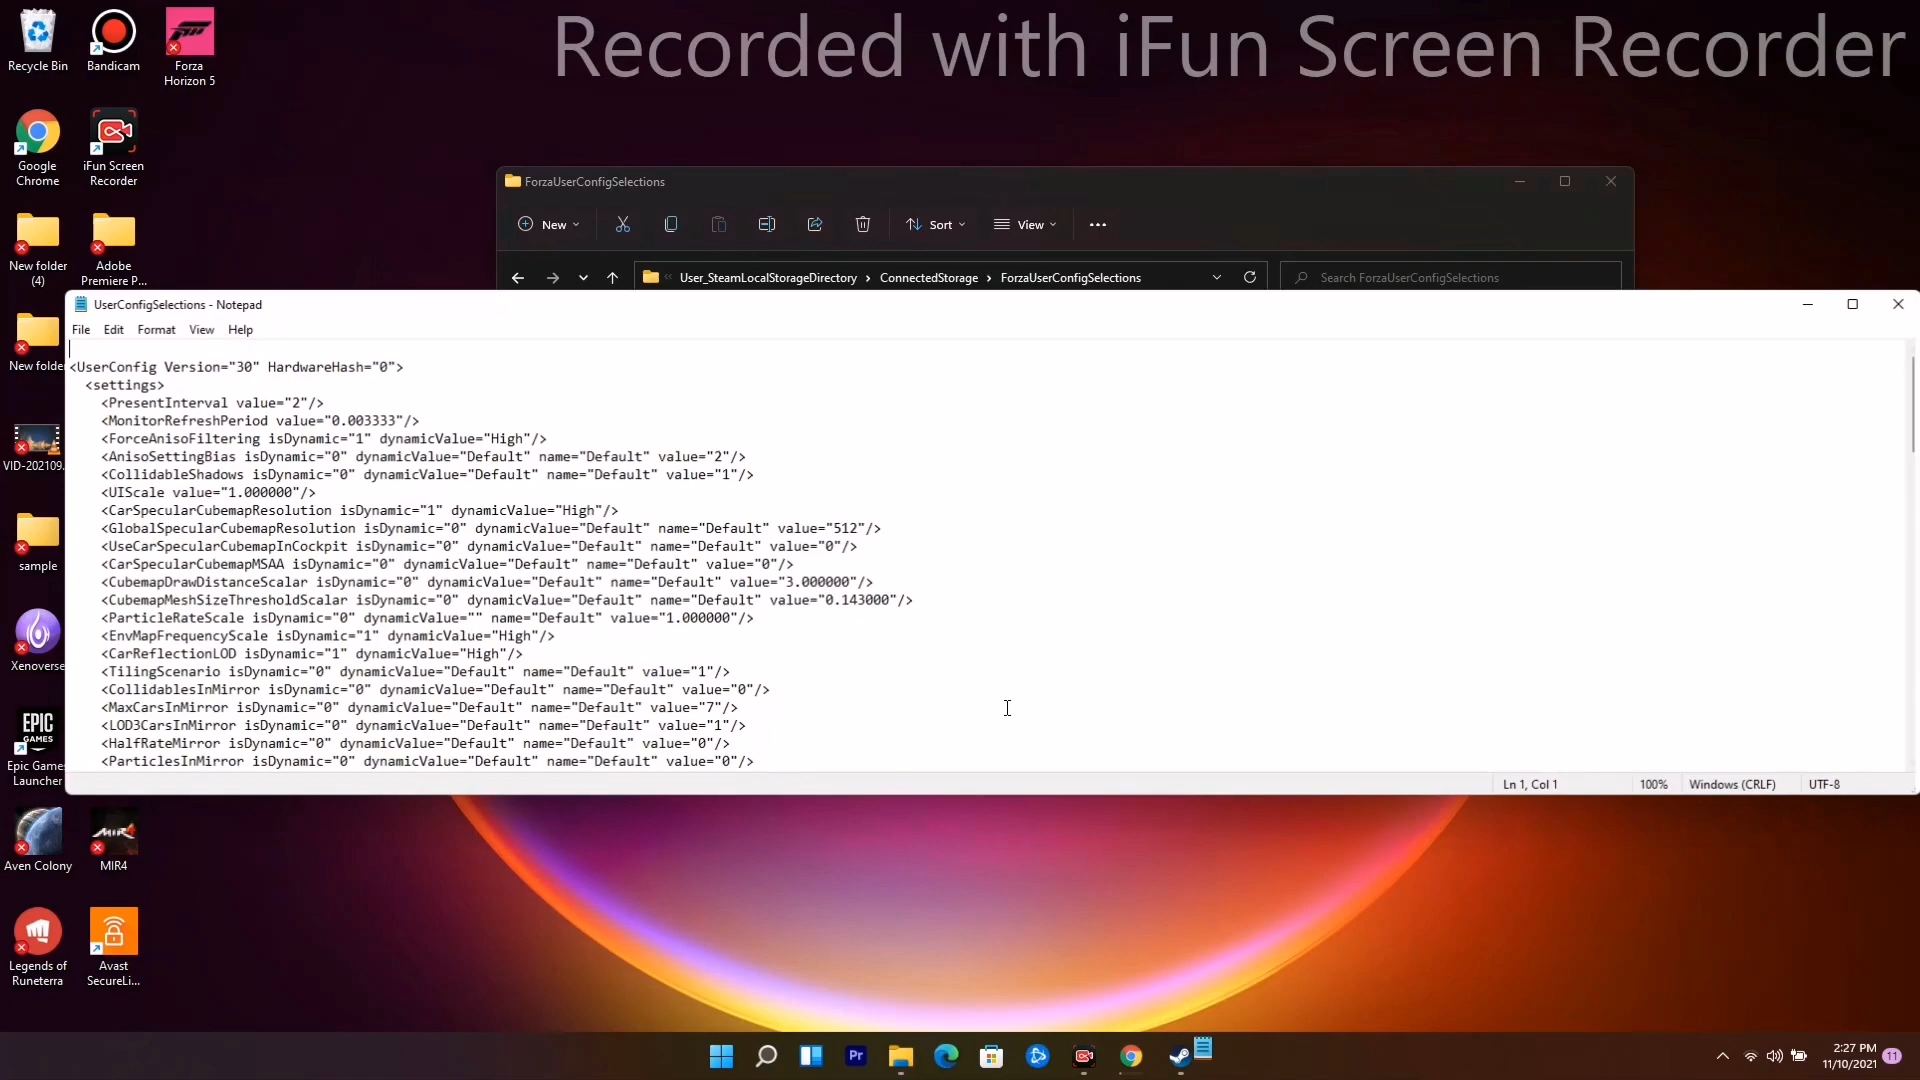 Recorded with iFun Screen Recorder
Recycle Bin
Bandicam
Forza
Horizon 5
Google
Chrome
iFun Screen
Recorder
New folder
(4)
Adobe
Premiere P...
New folde
VID-202109.
sample
Xenoverse
EPIC
GAMES
Epic Game
Launcher
Aven Colony
MIR4
MIR4
Legends of
Runeterra
Avast
SecureLi...
ForzaUserConfigSelections
New
Sort
View
User_SteamLocalStorageDirectory > ConnectedStorage > ForzaUserConfigSelections
Search ForzaUserConfigSelections
UserConfigSelections - Notepad
File Edit Format View Help
<UserConfig Version="30" HardwareHash="0">
<settings>
<PresentInterval value="2"/>
<MonitorRefreshPeriod value="0.003333"/>
<ForceAnisoFiltering isDynamic="1" dynamicValue="High"/>
<AnisoSettingBias isDynamic="0" dynamicValue="Default" name="Default" value="2"/>
<CollidableShadows isDynamic="0" dynamicValue="Default" name="Default" value="1"/>
<UIScale value="1.000000"/>
<CarSpecularCubemapResolution isDynamic="1" dynamicValue="High"/>
<GlobalSpecularCubemapResolution isDynamic="0" dynamicValue="Default" name="Default" value="512"/>
<UseCarSpecularCubemapInCockpit isDynamic="0" dynamicValue="Default" name="Default" value="0"/>
<CarSpecularCubemapMSAA isDynamic="0" dynamicValue="Default" name="Default" value="0"/>
<CubemapDrawDistanceScalar isDynamic="0" dynamicValue="Default" name="Default" value="3.000000"/>
<CubemapMeshSizeThresholdScalar isDynamic="0" dynamicValue="Default" name="Default" value="0.143000"/>
<ParticleRateScale isDynamic="0" dynamicValue="" name="Default" value="1.000000"/>
<EnvMapFrequencyScale isDynamic="1" dynamicValue="High"/>
<CarReflectionLOD isDynamic="1" dynamicValue="High"/>
<TilingScenario isDynamic="0" dynamicValue="Default" name="Default" value="1"/>
<CollidablesInMirror isDynamic="0" dynamicValue="Default" name="Default" value="0"/>
<MaxCarsInMirror isDynamic="0" dynamicValue="Default" name="Default" value="7"/>
<LOD3CarsInMirror isDynamic="0" dynamicValue="Default" name="Default" value="1"/>
<HalfRateMirror isDynamic="0" dynamicValue="Default" name="Default" value="0"/>
<ParticlesInMirror isDynamic="0" dynamicValue="Default" name="Default" value="0"/>
Ln 1, Col 1
100%
Windows (CRLF)
UTF-8
Pr
2:27 PM
11/10/2021
11